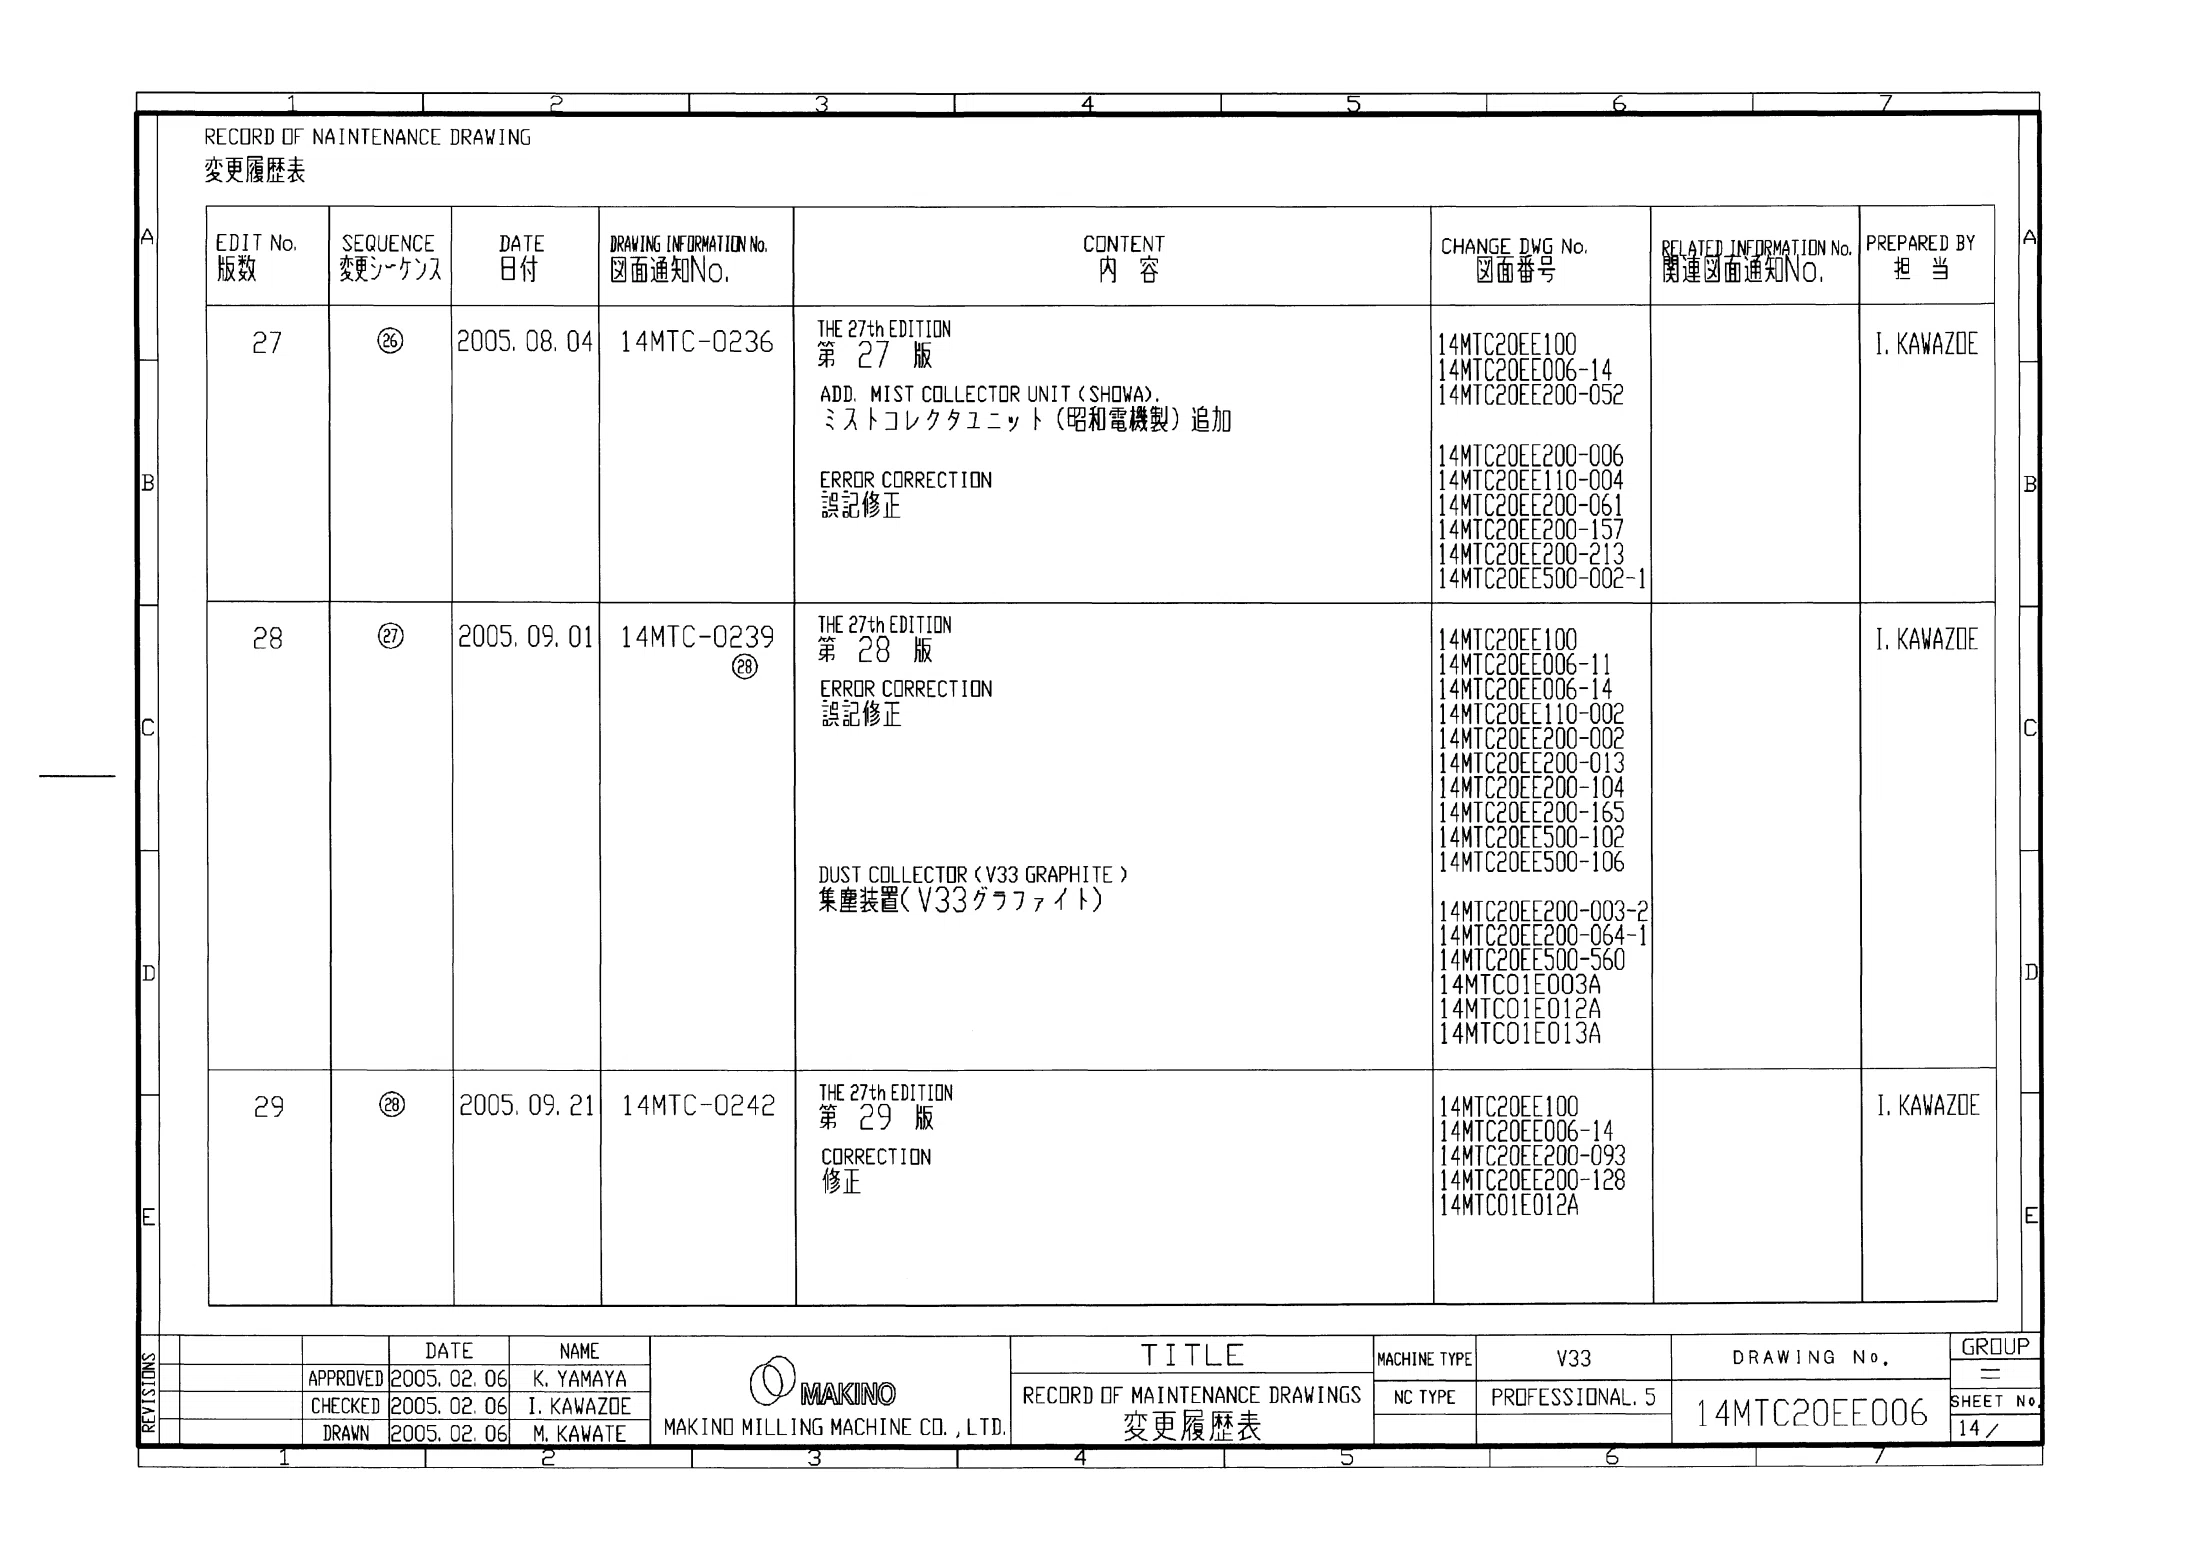 1 2 3 4 5 6 7
RECORD OF NAINTENANCE DRAWING
変更履歴表
EDIT No. SEQUENCE DATE DRAWING INFORMATION No. CONTENT CHANGE DWG No. RELATED INFORMATION No. PREPARED BY
版数 変更シーケンス 日付 図面通知No. 内 容 図面番号 関連図面通知No. 担 当
27 ㉖ 2005.08.04 14MTC-0236
THE 27th EDITION
第 27 版
ADD. MIST COLLECTOR UNIT (SHOWA).
ミストコレクタユニット(昭和電機製)追加
ERROR CORRECTION
誤記修正
14MTC20EE100
14MTC20EE006-14
14MTC20EE200-052
14MTC20EE200-006
14MTC20EE110-004
14MTC20EE200-061
14MTC20EE200-157
14MTC20EE200-213
14MTC20EE500-002-1
I. KAWAZOE
28 ㉗ 2005.09.01 14MTC-0239
㉘
THE 27th EDITION
第 28 版
ERROR CORRECTION
誤記修正
DUST COLLECTOR (V33 GRAPHITE )
集塵装置(V33グラファイト)
14MTC20EE100
14MTC20EE006-11
14MTC20EE006-14
14MTC20EE110-002
14MTC20EE200-002
14MTC20EE200-013
14MTC20EE200-104
14MTC20EE200-165
14MTC20EE500-102
14MTC20EE500-106
14MTC20EE200-003-2
14MTC20EE200-064-1
14MTC20EE500-560
14MTC01E003A
14MTC01E012A
14MTC01E013A
I. KAWAZOE
29 ㉘ 2005.09.21 14MTC-0242
THE 27th EDITION
第 29 版
CORRECTION
修正
14MTC20EE100
14MTC20EE006-14
14MTC20EE200-093
14MTC20EE200-128
14MTC01E012A
I. KAWAZOE
A A
B B
C C
D D
E E
REVISIONS
DATE NAME
APPROVED 2005.02.06 K. YAMAYA
CHECKED 2005.02.06 I. KAWAZOE
DRAWN 2005.02.06 M. KAWATE
MAKINO
MAKINO MILLING MACHINE CO.,LTD.
TITLE
RECORD OF MAINTENANCE DRAWINGS
変更履歴表
MACHINE TYPE V33
NC TYPE PROFESSIONAL.5
DRAWING No.
14MTC20EE006
GROUP
=
SHEET No.
14/
1 2 3 4 5 6 7